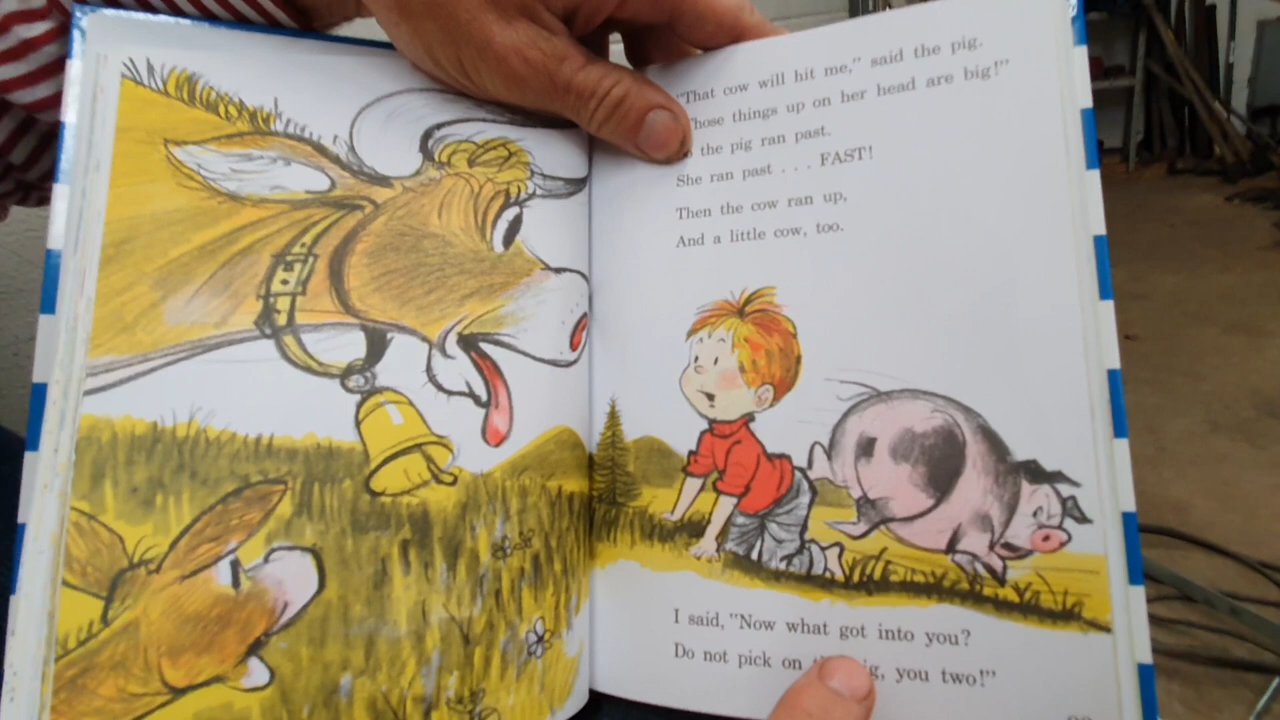 "That cow will hit me," said the pig.
"Those things up on her head are big!"
the pig ran past.
She ran past . . . FAST!
Then the cow ran up,
And a little cow, too.
I said, "Now what got into you?
Do not pick on you two!"